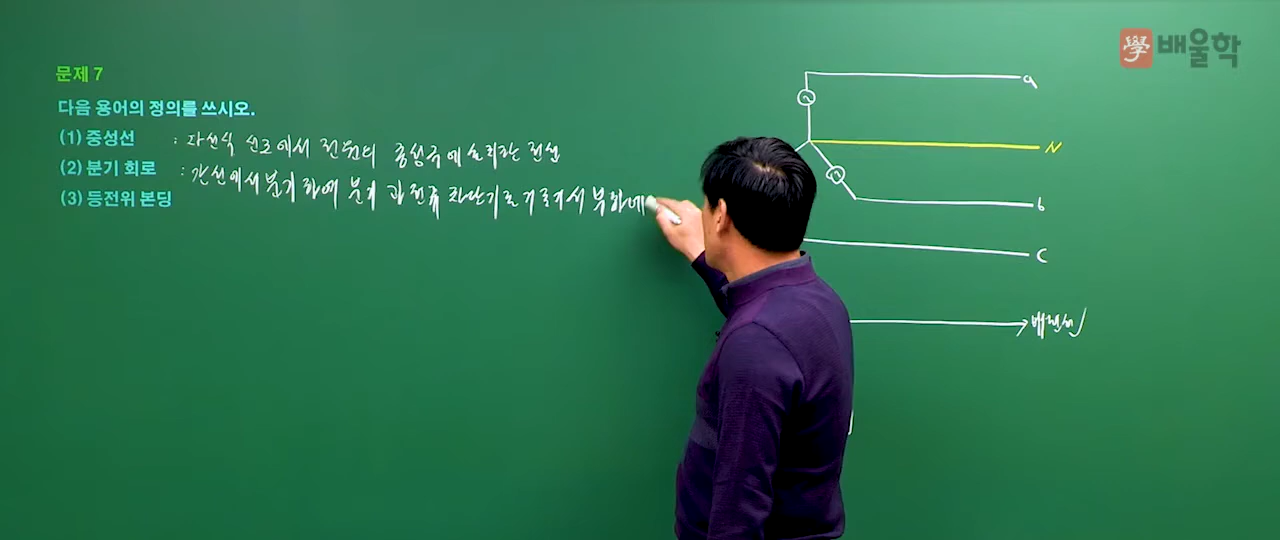 學 배울학
문제 7
다음 용어의 정의를 쓰시오.
(1) 중성선 : 다선식 선로에서 전원의 중성극에 접속되는 전선
(2) 분기 회로 : 간선에서 분기하여 분기 과전류 차단기를 거쳐서 부하에
(3) 등전위 본딩
a
N
b
c
배전선